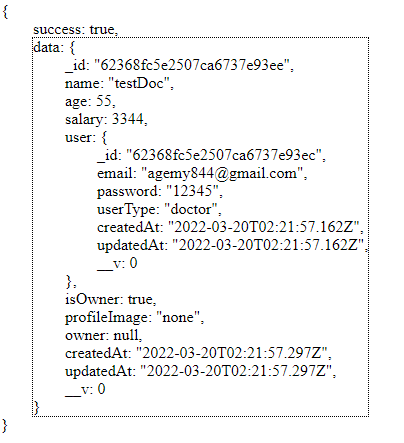 {
success: true,
data: {
_id: "62368fc5e2507ca6737e93ee",
name: "testDoc",
age: 55,
salary: 3344,
user: {
_id: "62368fc5e2507ca6737e93ec",
email: "agemy844@gmail.com",
password: "12345",
userType: "doctor",
createdAt: "2022-03-20T02:21:57.162Z",
updatedAt: "2022-03-20T02:21:57.162Z",
__v: 0
},
isOwner: true,
profileImage: "none",
owner: null,
createdAt: "2022-03-20T02:21:57.297Z",
updatedAt: "2022-03-20T02:21:57.297Z",
__v: 0
}
}